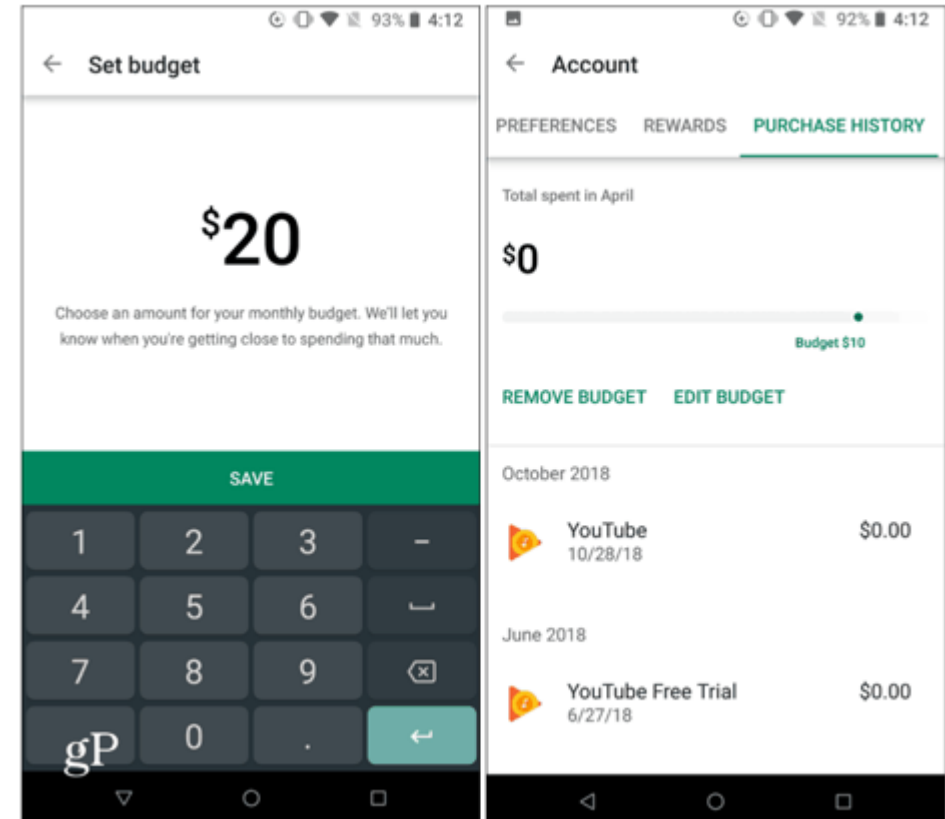 93% 4:12
Set budget
$20
Choose an amount for your monthly budget. We'll let you
know when you're getting close to spending that much.
SAVE
1 2 3 –
4 5 6
7 8 9
gP 0 .
92% 4:12
Account
PREFERENCES REWARDS PURCHASE HISTORY
Total spent in April
$0
Budget $10
REMOVE BUDGET EDIT BUDGET
October 2018
YouTube $0.00
10/28/18
June 2018
YouTube Free Trial $0.00
6/27/18